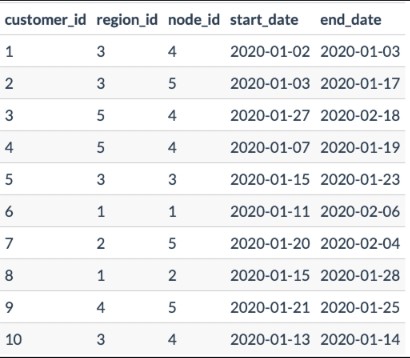 customer_id region_id node_id start_date end_date
1 3 4 2020-01-02 2020-01-03
2 3 5 2020-01-03 2020-01-17
3 5 4 2020-01-27 2020-02-18
4 5 4 2020-01-07 2020-01-19
5 3 3 2020-01-15 2020-01-23
6 1 1 2020-01-11 2020-02-06
7 2 5 2020-01-20 2020-02-04
8 1 2 2020-01-15 2020-01-28
9 4 5 2020-01-21 2020-01-25
10 3 4 2020-01-13 2020-01-14